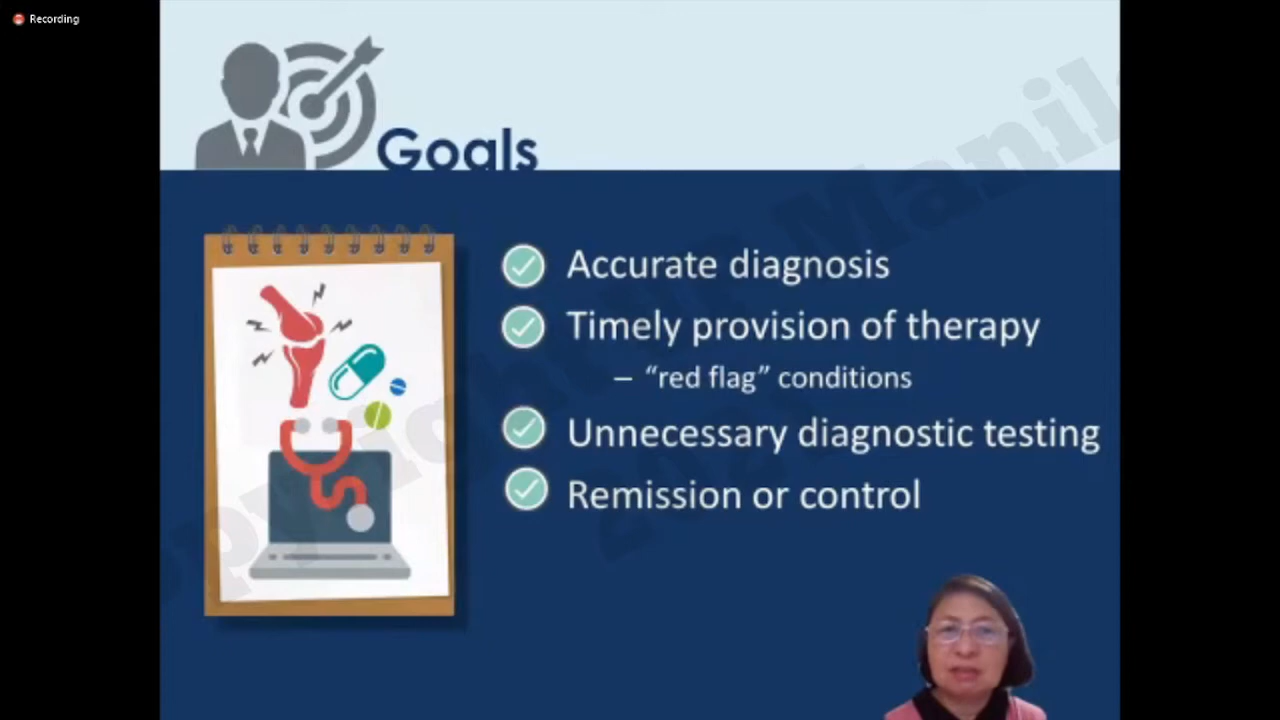 Recording
Goals
Accurate diagnosis
Timely provision of therapy
– “red flag” conditions
Unnecessary diagnostic testing
Remission or control